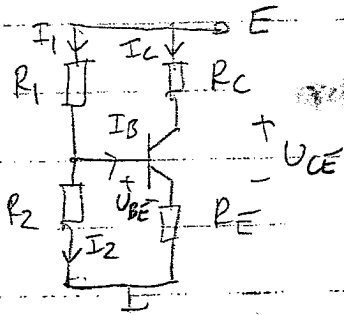 E
I1 IC
R1 RC
IB
+
UCE
+ −
UBE
R2 RE
I2